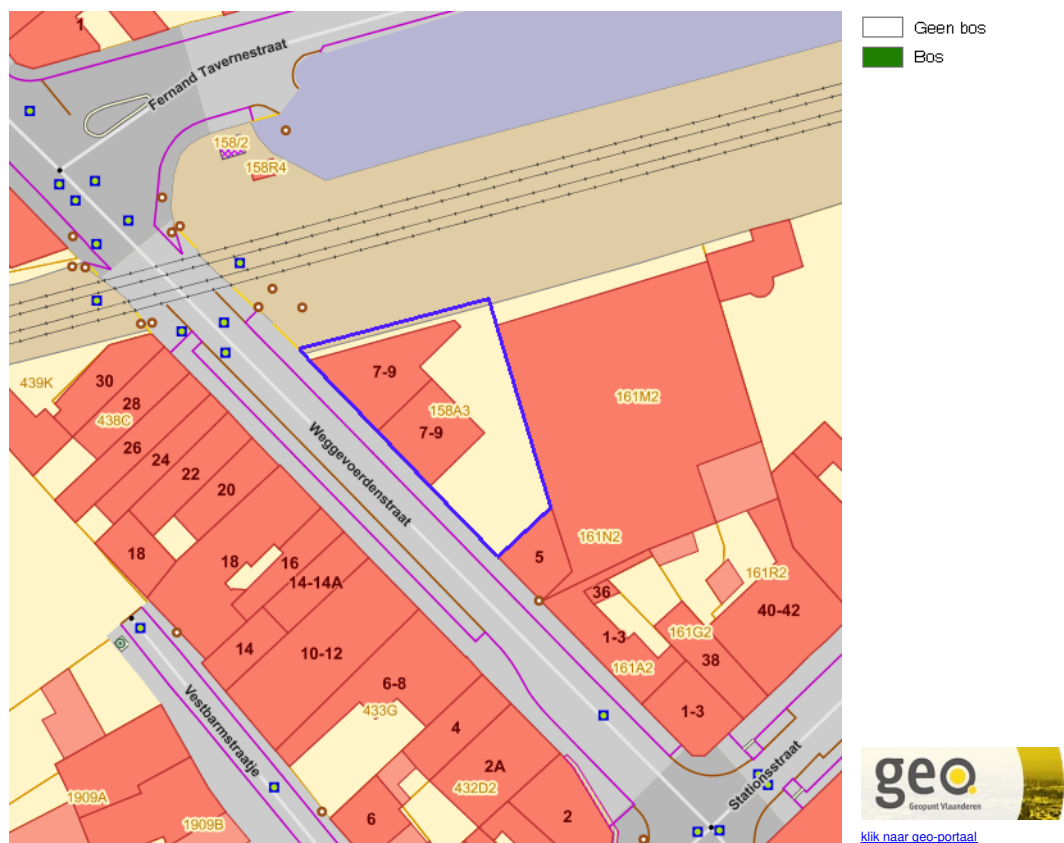 1
Fernand Tavernestraat
158/2
158R4
Geen bos
Bos
439K
30
28
438C
26
24
22
20
18
18
16
14-14A
14
10-12
6-8
433G
4
2A
432D2
2
6
7-9
158A3
7-9
Weggevoerdenstraat
161M2
161N2
5
36
1-3
161A2
161G2
38
1-3
161R2
40-42
Stationsstraat
Vestbarmstraatje
1909A
1909B
geo
Geopunt Vlaanderen
klik naar geo-portaal